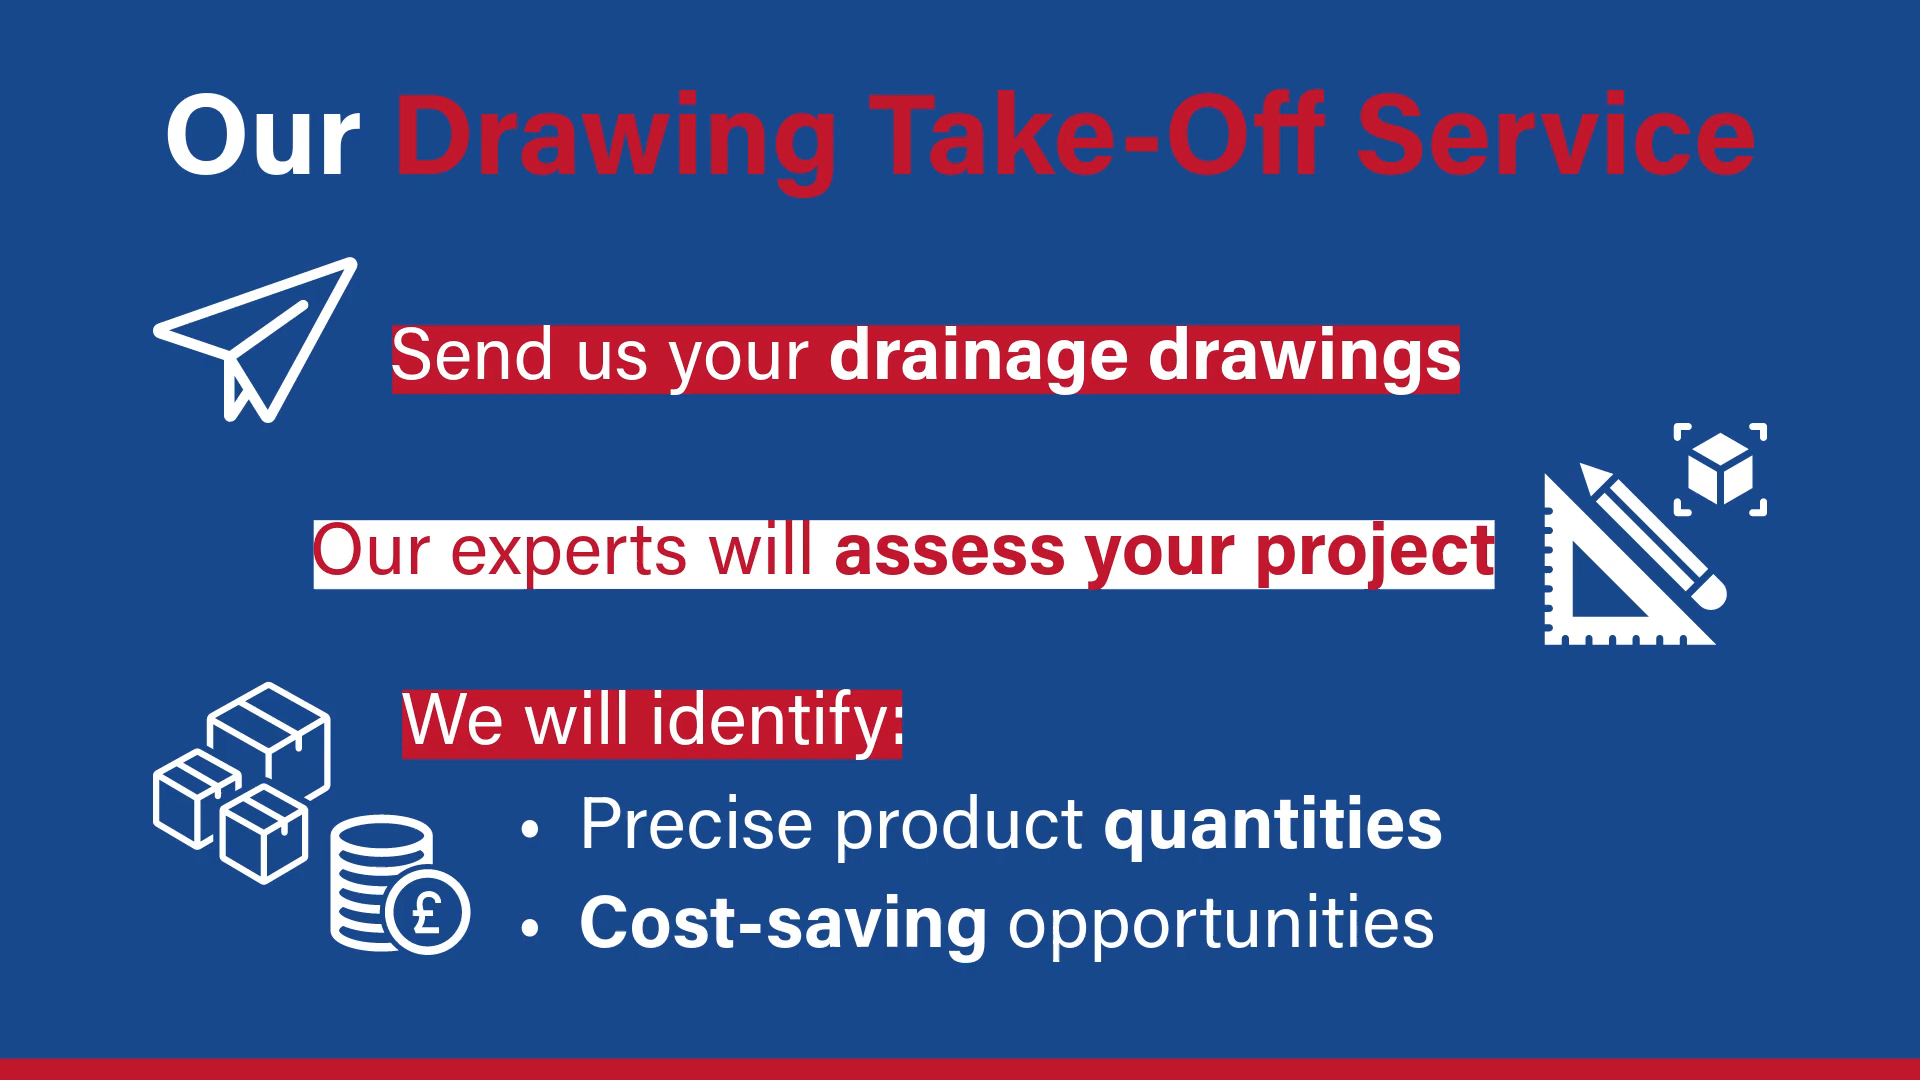 Our Drawing Take-Off Service
Send us your drainage drawings
Our experts will assess your project
We will identify:
• Precise product quantities
• Cost-saving opportunities
£